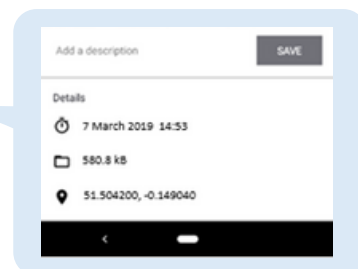 Add a description
SAVE
Details
7 March 2019 14:53
580.8 kB
51.504200, -0.149040